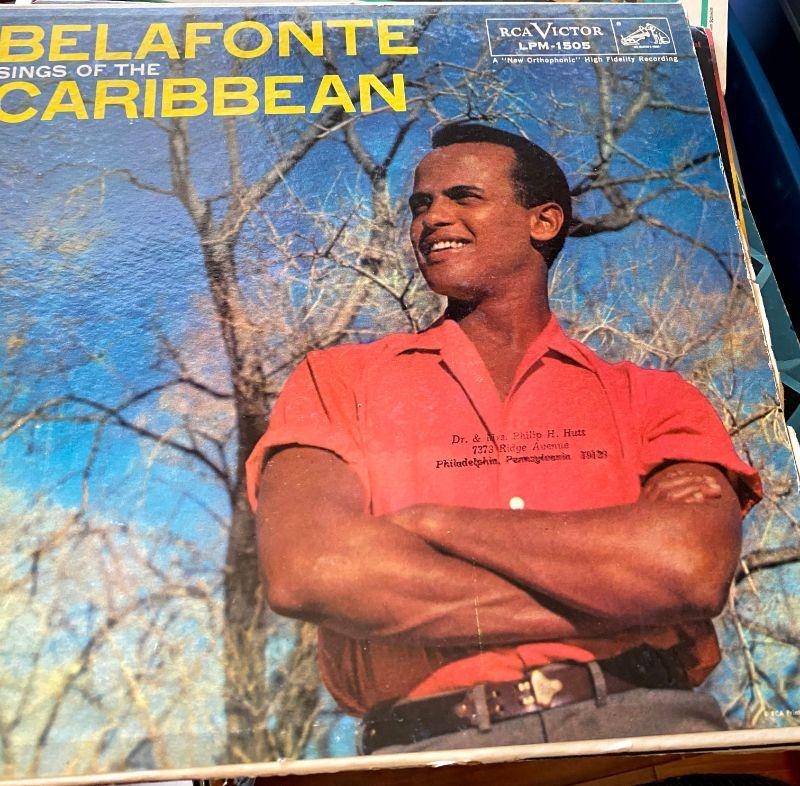 BELAFONTE
SINGS OF THE
CARIBBEAN
RCA VICTOR
LPM-1505
A "New Orthophonic" High Fidelity Recording
Dr. & Mrs. Philip H. Hutt
7373 Ridge Avenue
Philadelphia, Pennsylvania